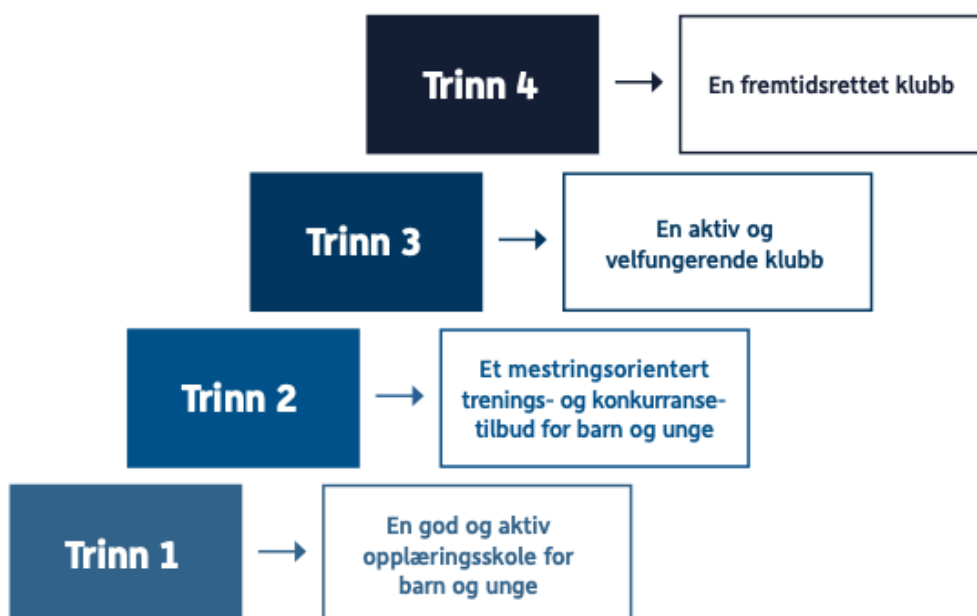 Trinn 4
En fremtidsrettet klubb
Trinn 3
En aktiv og
velfungerende klubb
Trinn 2
Et mestringsorientert
trenings- og konkurranse-
tilbud for barn og unge
Trinn 1
En god og aktiv
opplæringsskole for
barn og unge